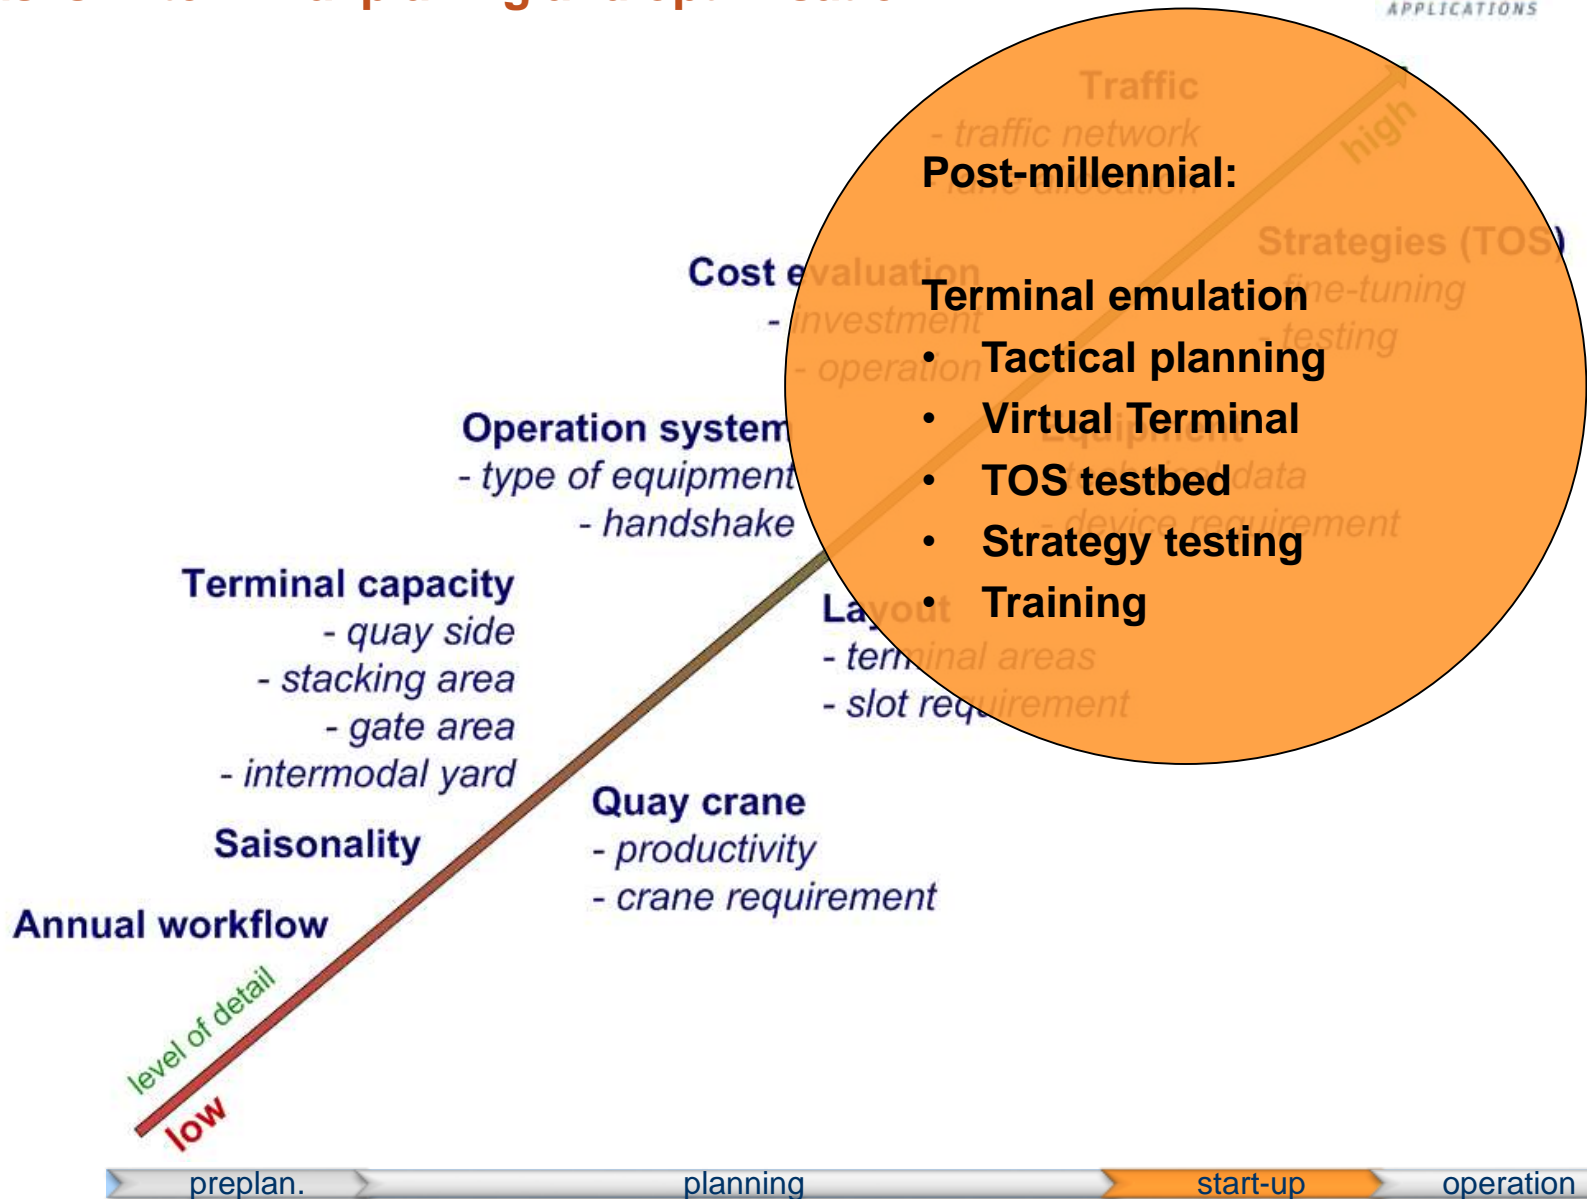 APPLICATIONS
Traffic
- traffic network
high
Post-millennial:
Strategies (TOS)
- fine-tuning
- testing
Cost evaluation
- investment
- operation
Terminal emulation
• Tactical planning
• Virtual Terminal
• TOS testbed
• Strategy testing
• Training
Operation system
- type of equipment
- handshake
Equipment
- technical data
- device requirement
Terminal capacity
- quay side
- stacking area
- gate area
- intermodal yard
Layout
- terminal areas
- slot requirement
Quay crane
- productivity
- crane requirement
Saisonality
Annual workflow
level of detail
low
preplan.
planning
start-up
operation